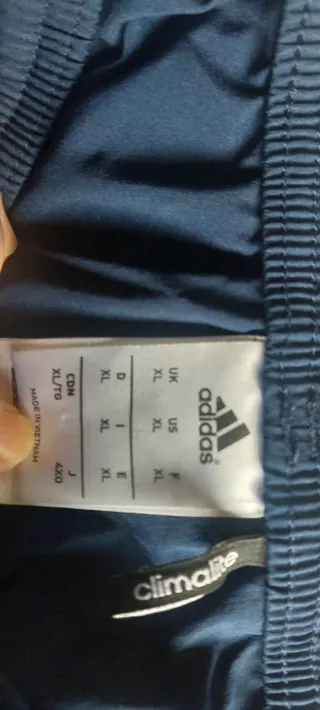 adidas®
UK US F
XL XL XL
D I E
XL XL XL
CDN J
XL/TG 4XO
MADE IN VIETNAM
climalite